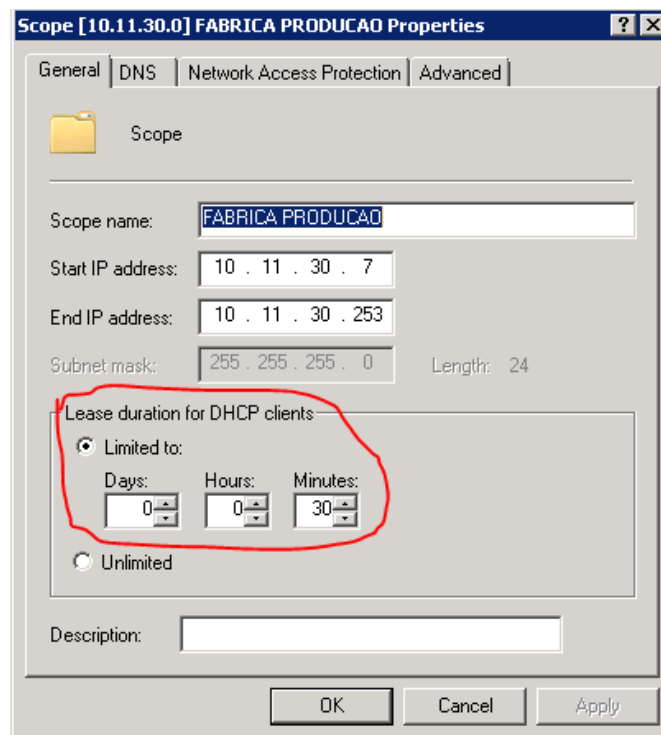 Scope [10.11.30.0] FABRICA PRODUCAO Properties
General DNS Network Access Protection Advanced
Scope
Scope name: FABRICA PRODUCAO
Start IP address: 10 . 11 . 30 . 7
End IP address: 10 . 11 . 30 . 253
Subnet mask: 255 . 255 . 255 . 0 Length: 24
Lease duration for DHCP clients
Limited to:
Days: Hours: Minutes:
0 0 30
Unlimited
Description:
OK Cancel Apply